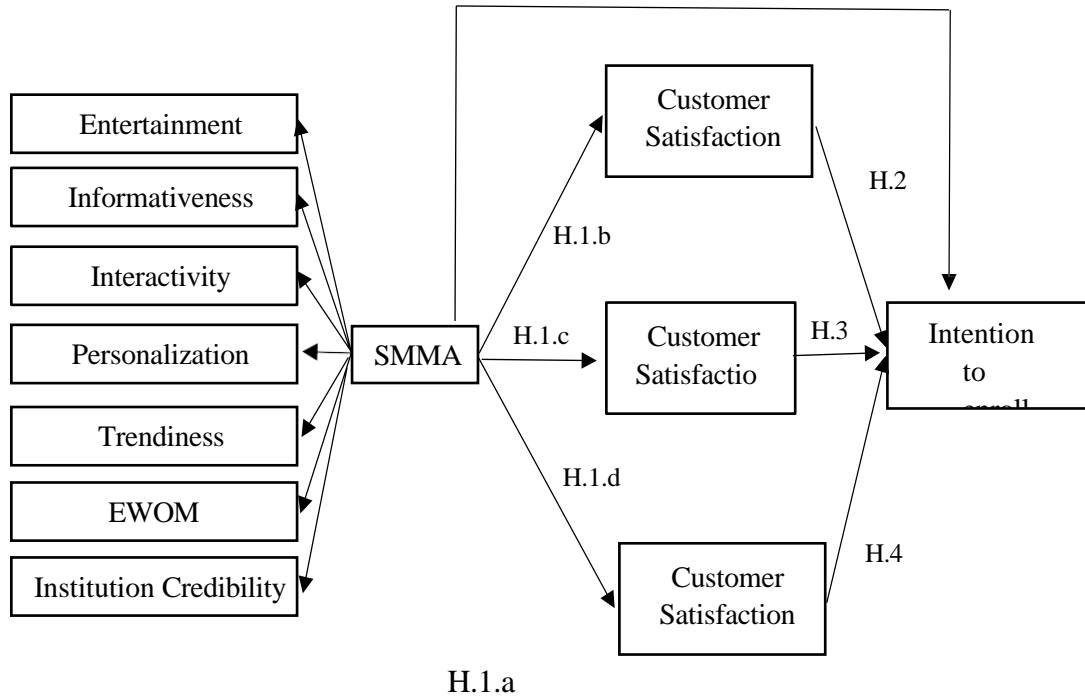 Entertainment
Informativeness
Interactivity
Personalization
Trendiness
EWOM
Institution Credibility
SMMA
H.1.b
H.1.c
H.1.d
Customer
Satisfaction
Customer
Satisfactio
Customer
Satisfaction
H.2
H.3
H.4
Intention
to
enroll
H.1.a